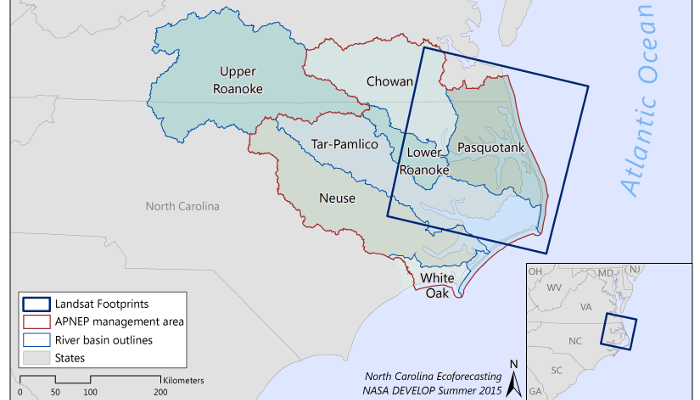 Upper
Roanoke
Chowan
Tar-Pamlico
Lower
Roanoke
Pasquotank
Neuse
White
Oak
North Carolina
Atlantic Ocean
Landsat Footprints
APNEP management area
River basin outlines
States
Kilometers
0 50 100 200
North Carolina Ecoforecasting
NASA DEVELOP Summer 2015
N
OH
MD
NJ
WV
VA
NC
SC
GA